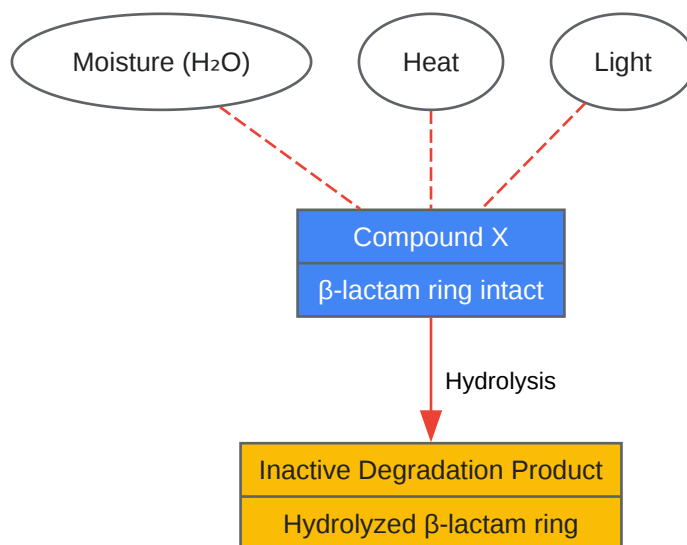 Moisture (H₂O)
Heat
Light
Compound X
β-lactam ring intact
Hydrolysis
Inactive Degradation Product
Hydrolyzed β-lactam ring